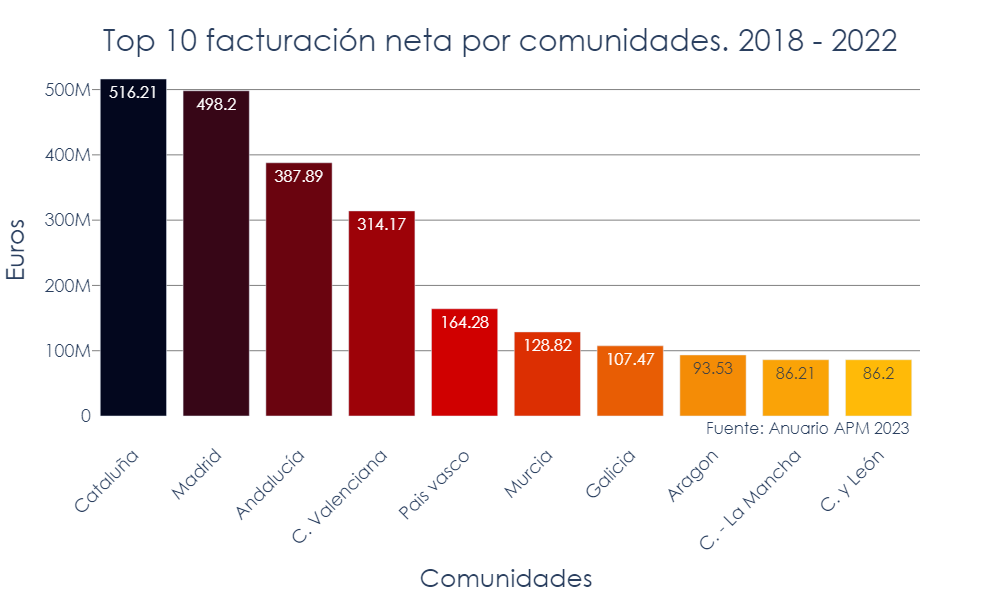 Top 10 facturación neta por comunidades. 2018 - 2022
Euros
500M
400M
300M
200M
100M
0
516.21
498.2
387.89
314.17
164.28
128.82
107.47
93.53
86.21
86.2
Fuente: Anuario APM 2023
Cataluña
Madrid
Andalucía
C. Valenciana
Pais vasco
Murcia
Galicia
Aragon
C. - La Mancha
C. y León
Comunidades